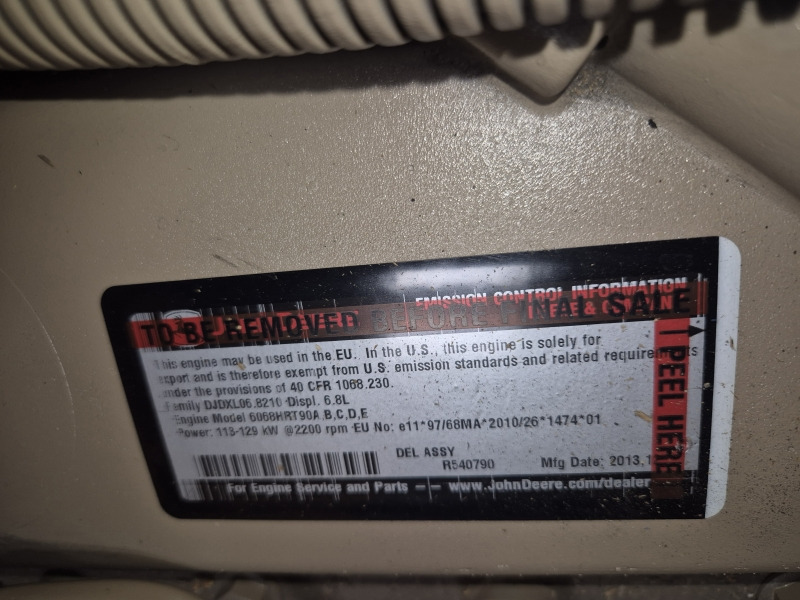 EMISSION CONTROL INFORMATION
TO BE REMOVED BEFORE FINAL SALE
DEERE & COMPANY
This engine may be used in the EU. In the U.S., this engine is solely for
export and is therefore exempt from U.S. emission standards and related requirements
under the provisions of 40 CFR 1068.230.
Family DJDXL06.8210 Displ. 6.8L
Engine Model 6068HRT90A,B,C,D,E
Power: 113-129 kW @2200 rpm EU No: e11*97/68MA*2010/26*1474*01
DEL ASSY
R540790 Mfg Date: 2013,1
For Engine Service and Parts -- www.JohnDeere.com/dealer
PEEL HERE